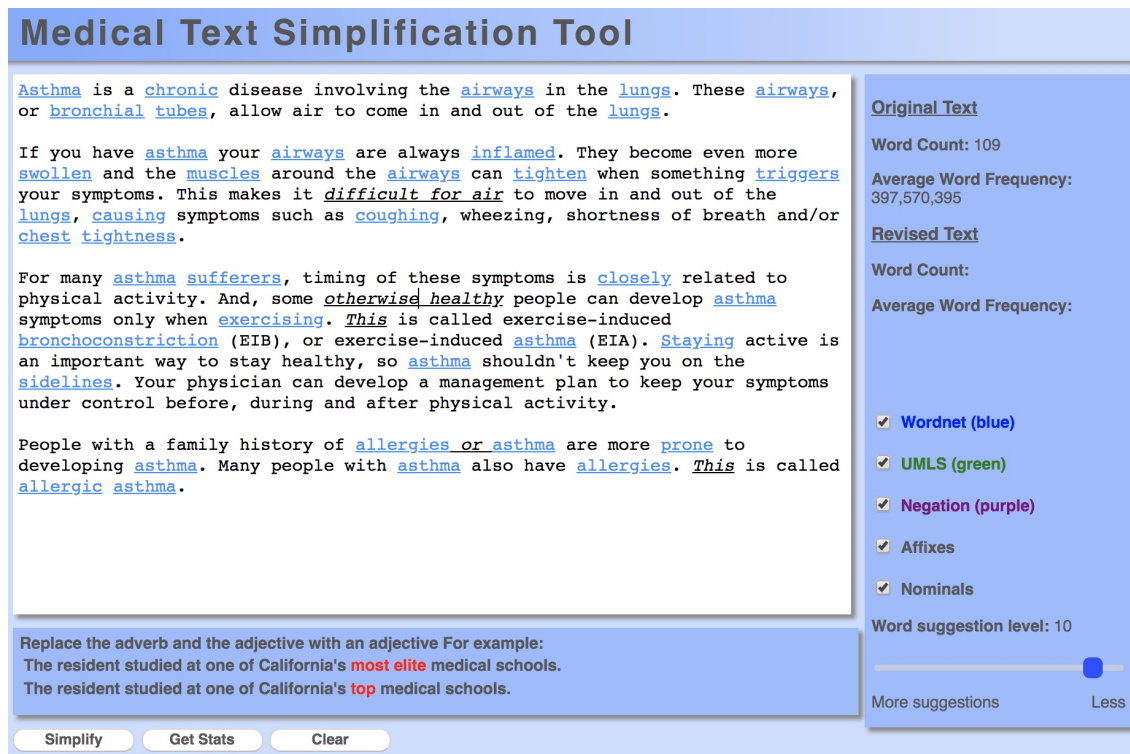 Medical Text Simplification Tool
Asthma is a chronic disease involving the airways in the lungs. These airways,
or bronchial tubes, allow air to come in and out of the lungs.
If you have asthma your airways are always inflamed. They become even more
swollen and the muscles around the airways can tighten when something triggers
your symptoms. This makes it difficult for air to move in and out of the
lungs, causing symptoms such as coughing, wheezing, shortness of breath and/or
chest tightness.
For many asthma sufferers, timing of these symptoms is closely related to
physical activity. And, some otherwise healthy people can develop asthma
symptoms only when exercising. This is called exercise-induced
bronchoconstriction (EIB), or exercise-induced asthma (EIA). Staying active is
an important way to stay healthy, so asthma shouldn't keep you on the
sidelines. Your physician can develop a management plan to keep your symptoms
under control before, during and after physical activity.
People with a family history of allergies or asthma are more prone to
developing asthma. Many people with asthma also have allergies. This is called
allergic asthma.
Replace the adverb and the adjective with an adjective For example:
The resident studied at one of California's most elite medical schools.
The resident studied at one of California's top medical schools.
Simplify Get Stats Clear
Original Text
Word Count: 109
Average Word Frequency:
397,570,395
Revised Text
Word Count:
Average Word Frequency:
Wordnet (blue)
UMLS (green)
Negation (purple)
Affixes
Nominals
Word suggestion level: 10
More suggestions Less